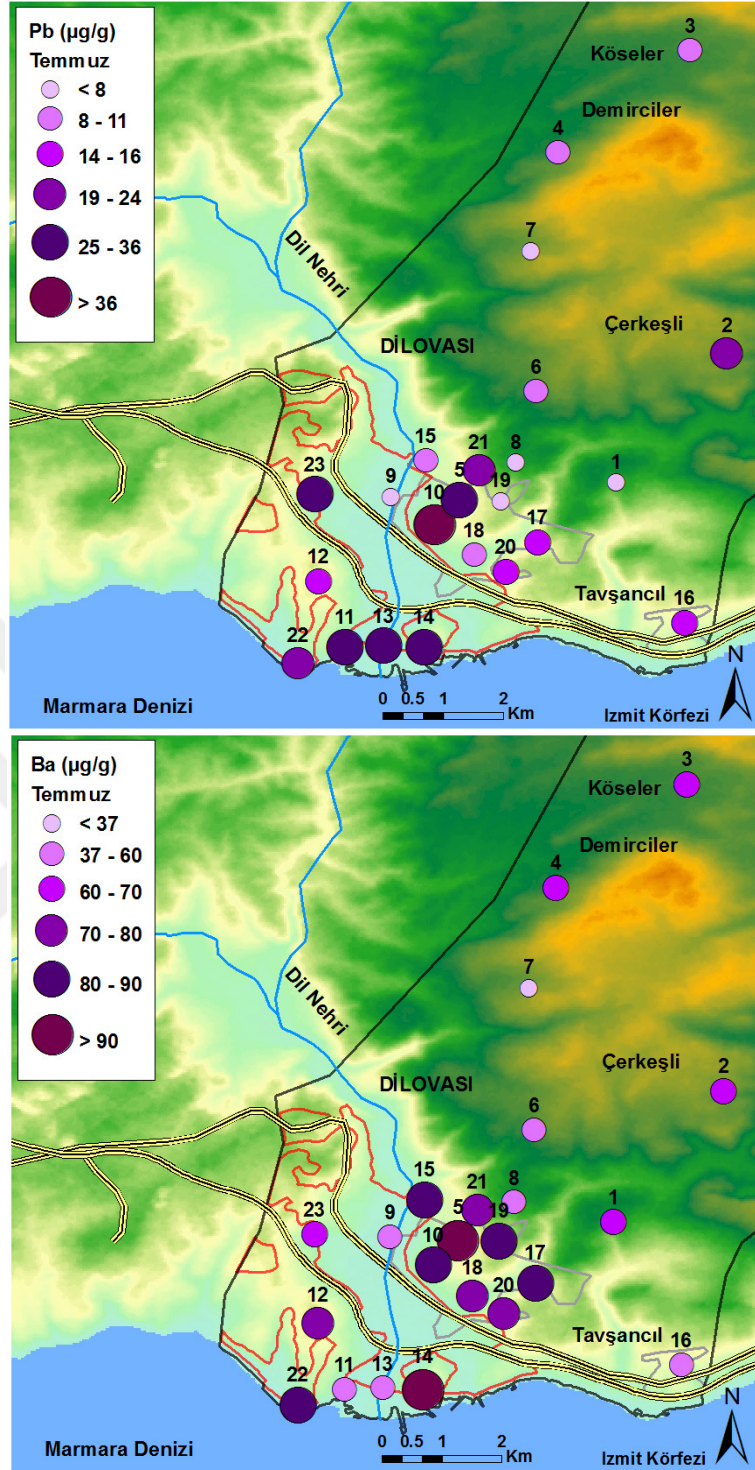 Pb (µg/g)
Temmuz
< 8
8 - 11
14 - 16
19 - 24
25 - 36
> 36
3
Köseler
Demirciler
4
7
Dil Nehri
Çerkeşli
2
DİLOVASI
6
15
21
8
5
1
23
9
19
10
17
18
20
12
Tavşancıl
16
11
13
14
22
N
Marmara Denizi
0 0.5 1 2
Km
Izmit Körfezi
Ba (µg/g)
Temmuz
< 37
37 - 60
60 - 70
70 - 80
80 - 90
> 90
3
Köseler
Demirciler
4
7
Dil Nehri
Çerkeşli
2
DİLOVASI
6
15
21
8
5
19
1
23
9
10
17
18
20
12
Tavşancıl
16
11
13
14
22
N
Marmara Denizi
0 0.5 1 2
Km
Izmit Körfezi